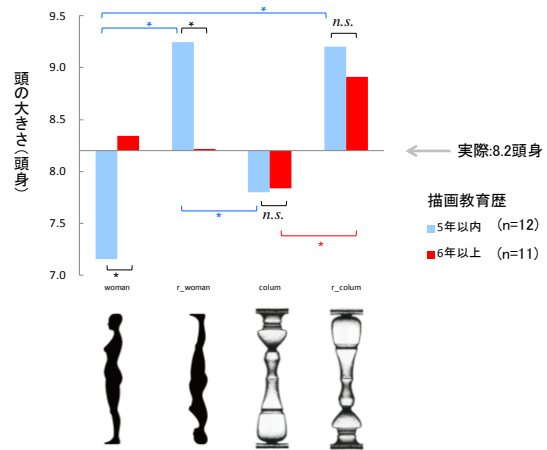 9.5
*
*
*
n.s.
9.0
頭の大きさ(頭身)
8.5
実際:8.2頭身
8.0
描画教育歴
7.5
*
n.s.
5年以内 (n=12)
*
6年以上 (n=11)
7.0
*
woman r_woman colum r_colum